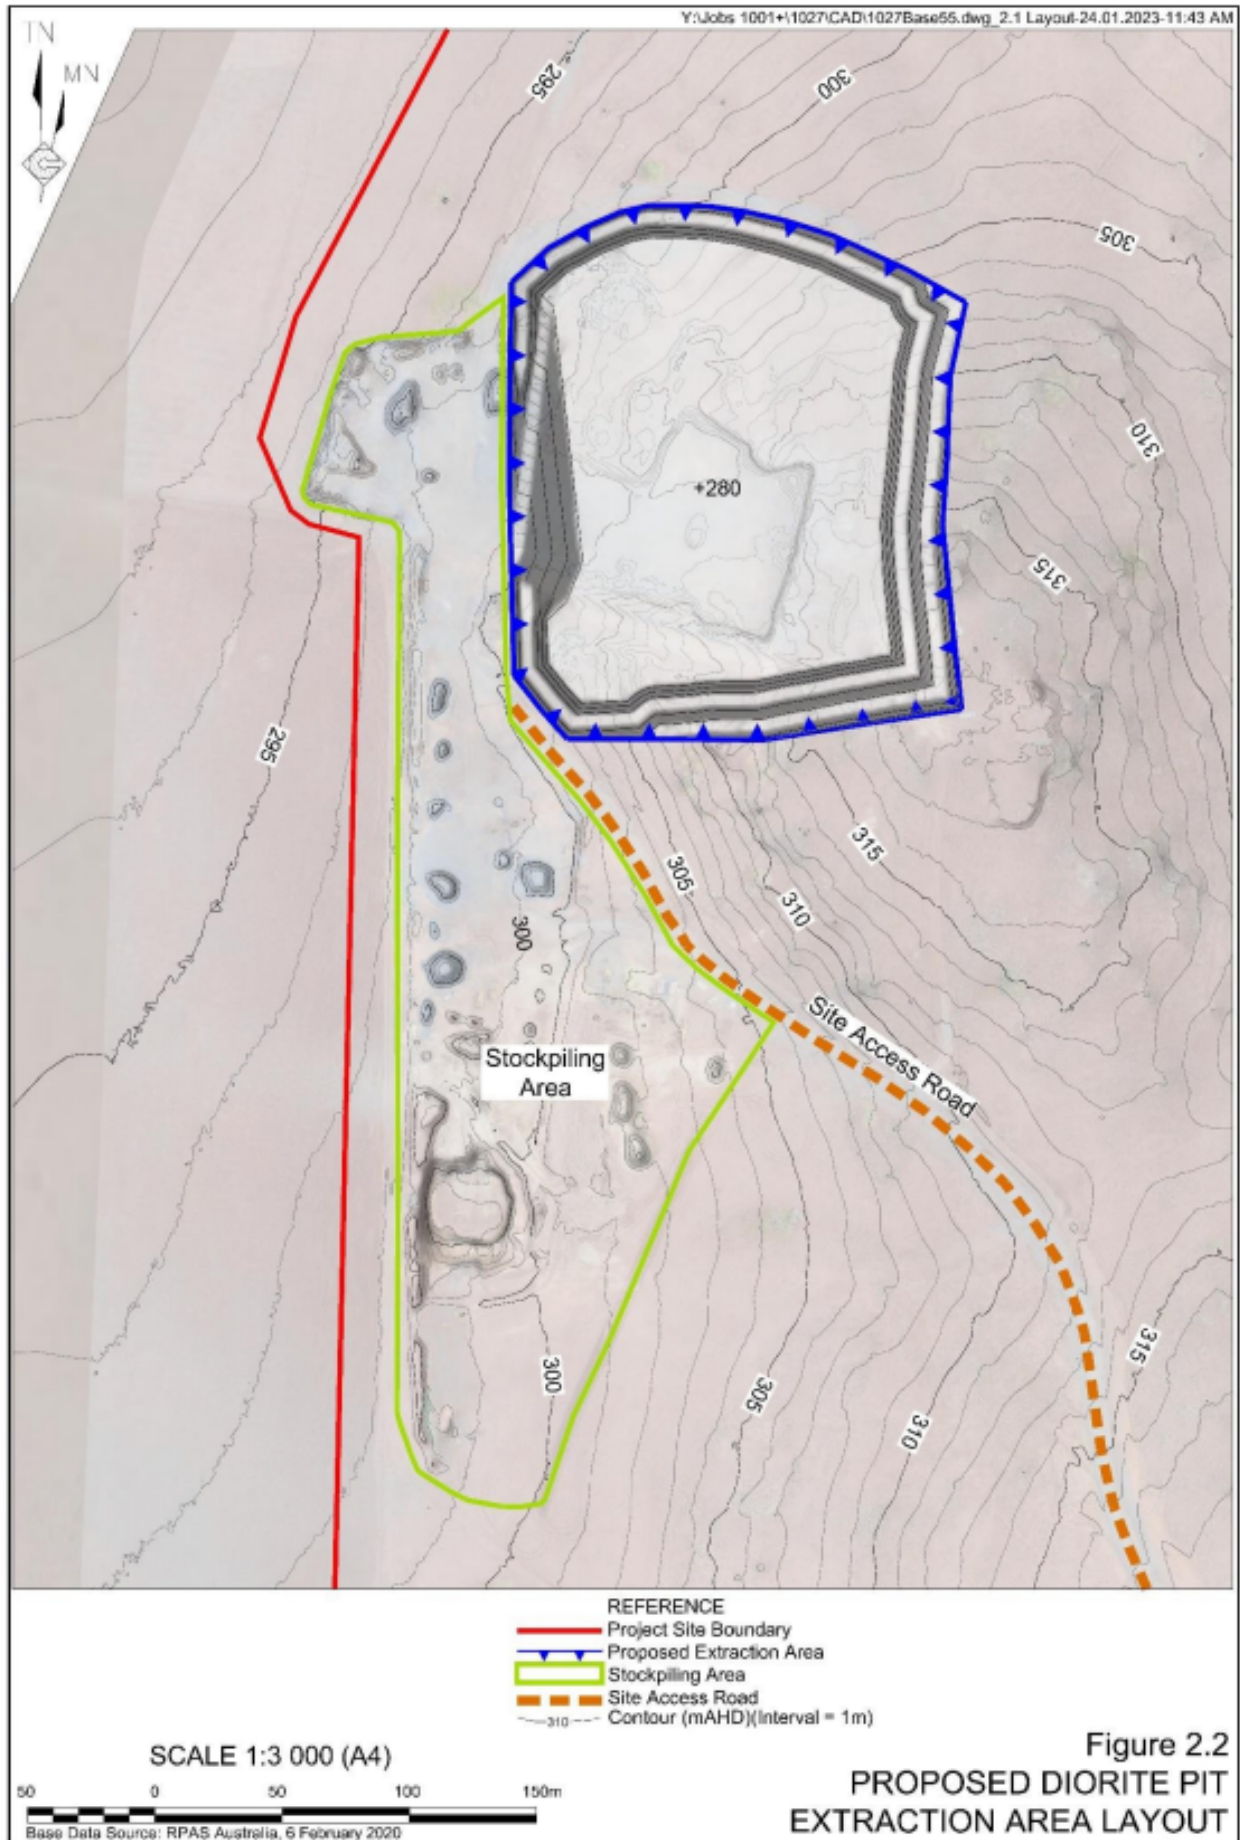 Y:\Jobs 1001+\1027\CAD\1027Base55.dwg_2.1 Layout-24.01.2023-11:43 AM
TN
MN
295
300
305
310
+280
315
295
315
305
310
300
Site Access Road
Stockpiling
Area
315
300
305
310
REFERENCE
Project Site Boundary
Proposed Extraction Area
Stockpiling Area
Site Access Road
310
Contour (mAHD)(Interval = 1m)
SCALE 1:3 000 (A4)
50 0 50 100 150m
Base Data Source: RPAS Australia, 6 February 2020
Figure 2.2
PROPOSED DIORITE PIT
EXTRACTION AREA LAYOUT